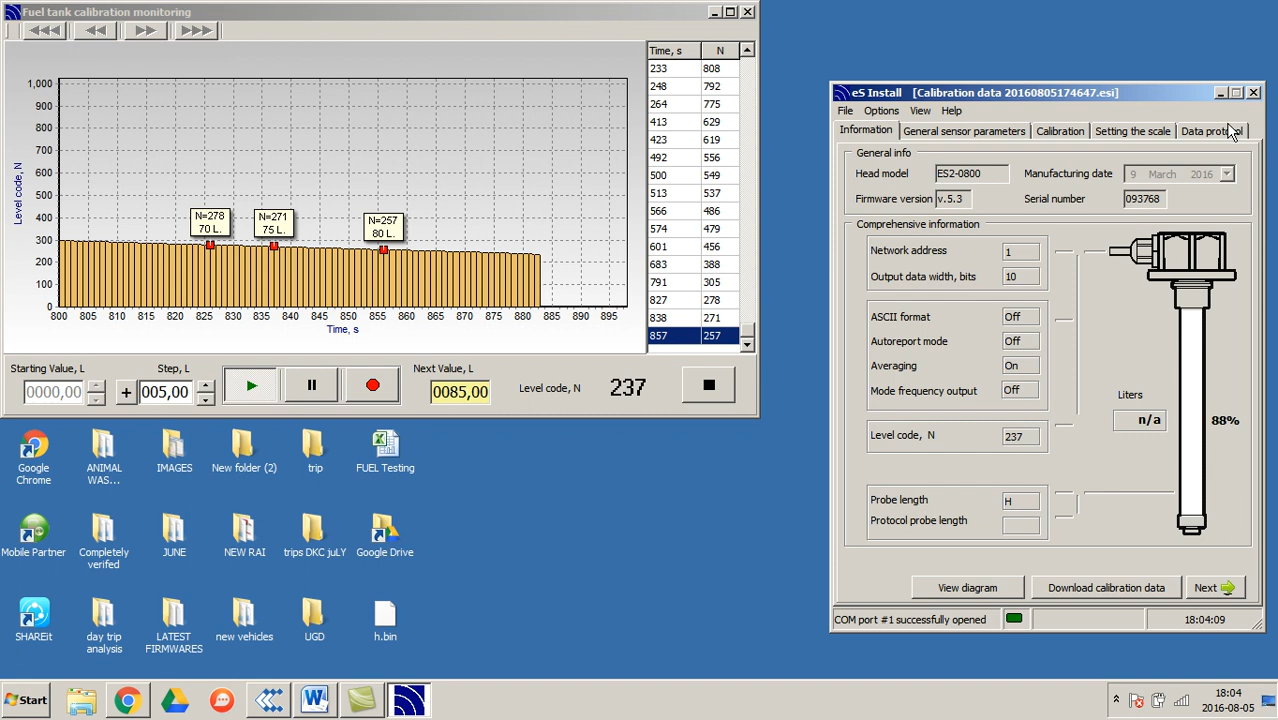 Fuel tank calibration monitoring
1,000
900
800
700
600
500
400
300
200
100
0
Level code, N
N=278
70 L.
N=271
75 L.
N=257
80 L.
800 805 810 815 820 825 830 835 840 845 850 855 860 865 870 875 880 885 890 895
Time, s
Time, s N
233 808
248 792
264 775
413 629
423 619
492 556
500 549
513 537
566 486
574 479
601 456
683 388
791 305
827 278
838 271
857 257
Starting Value, L
0000,00
Step, L
+ 005,00
Next Value, L
0085,00
Level code, N 237
eS Install [Calibration data 20160805174647.esi]
File Options View Help
Information General sensor parameters Calibration Setting the scale Data protocol
General info
Head model ES2-0800 Manufacturing date 9 March 2016
Firmware version v.5.3 Serial number 093768
Comprehensive information
Network address 1
Output data width, bits 10
ASCII format Off
Autoreport mode Off
Averaging On
Mode frequency output Off
Liters
n/a
88%
Level code, N 237
Probe length H
Protocol probe length
View diagram Download calibration data Next
COM port #1 successfully opened 18:04:09
Google Chrome
ANIMAL WAS...
IMAGES
New folder (2)
trip
FUEL Testing
Mobile Partner
Completely verifed
JUNE
NEW RAI
trips DKC juLY
Google Drive
SHAREit
day trip analysis
LATEST FIRMWARES
new vehicles
UGD
h.bin
Start
18:04
2016-08-05